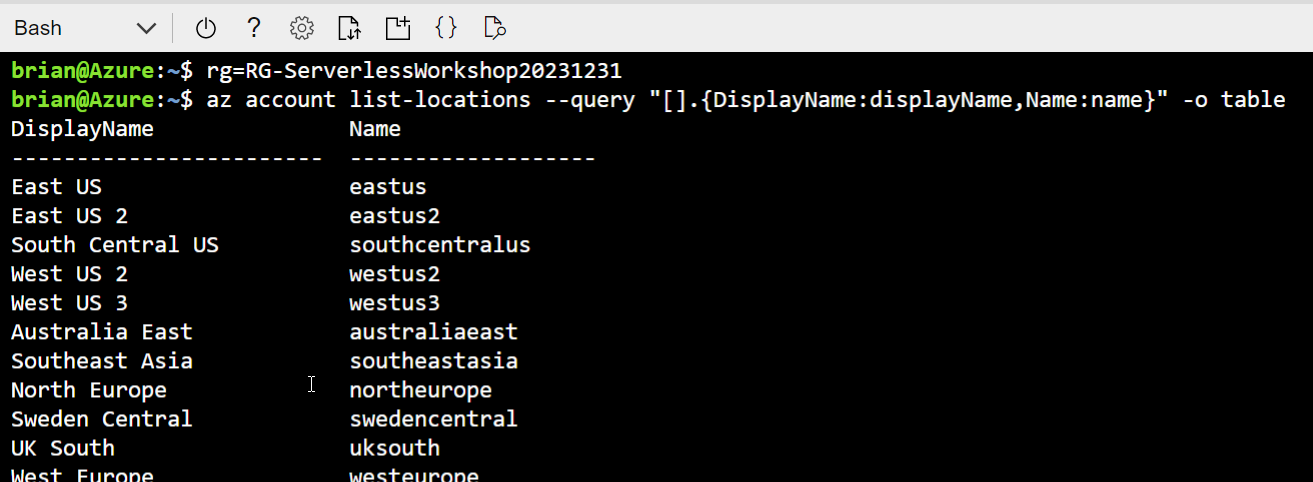 Bash
brian@Azure:~$ rg=RG-ServerlessWorkshop20231231
brian@Azure:~$ az account list-locations --query "[].{DisplayName:displayName,Name:name}" -o table
DisplayName Name
------------------------ -------------------
East US eastus
East US 2 eastus2
South Central US southcentralus
West US 2 westus2
West US 3 westus3
Australia East australiaeast
Southeast Asia southeastasia
North Europe northeurope
Sweden Central swedencentral
UK South uksouth
West Europe westeurope